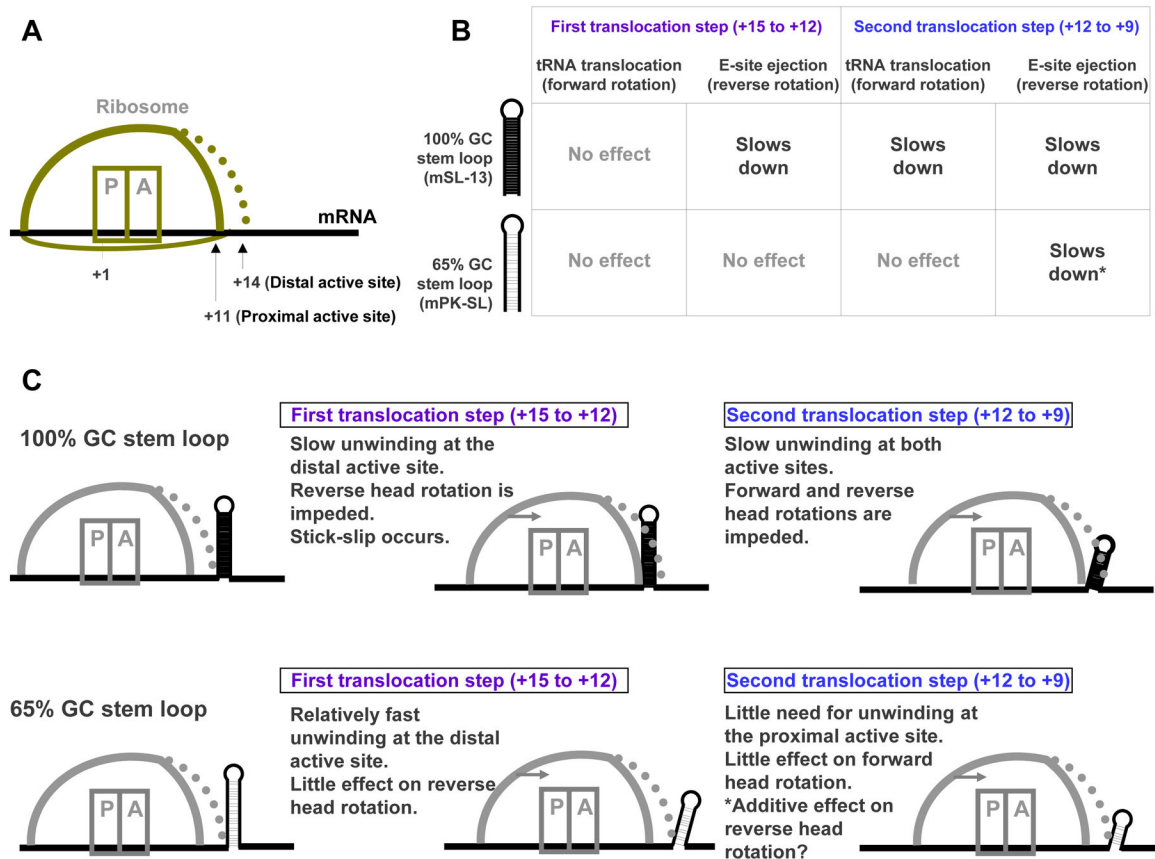 A
Ribosome
P A
mRNA
+1
+14 (Distal active site)
+11 (Proximal active site)
B
First translocation step (+15 to +12)
Second translocation step (+12 to +9)
tRNA translocation
(forward rotation)
E-site ejection
(reverse rotation)
tRNA translocation
(forward rotation)
E-site ejection
(reverse rotation)
100% GC
stem loop
(mSL-13)
No effect
Slows
down
Slows
down
Slows
down
65% GC
stem loop
(mPK-SL)
No effect
No effect
No effect
Slows
down*
C
100% GC stem loop
P A
First translocation step (+15 to +12)
Slow unwinding at the
distal active site.
Reverse head rotation is
impeded.
Stick-slip occurs.
P A
Second translocation step (+12 to +9)
Slow unwinding at both
active sites.
Forward and reverse
head rotations are
impeded.
P A
65% GC stem loop
P A
First translocation step (+15 to +12)
Relatively fast
unwinding at the distal
active site.
Little effect on reverse
head rotation.
P A
Second translocation step (+12 to +9)
Little need for unwinding at
the proximal active site.
Little effect on forward
head rotation.
*Additive effect on
reverse head
rotation?
P A